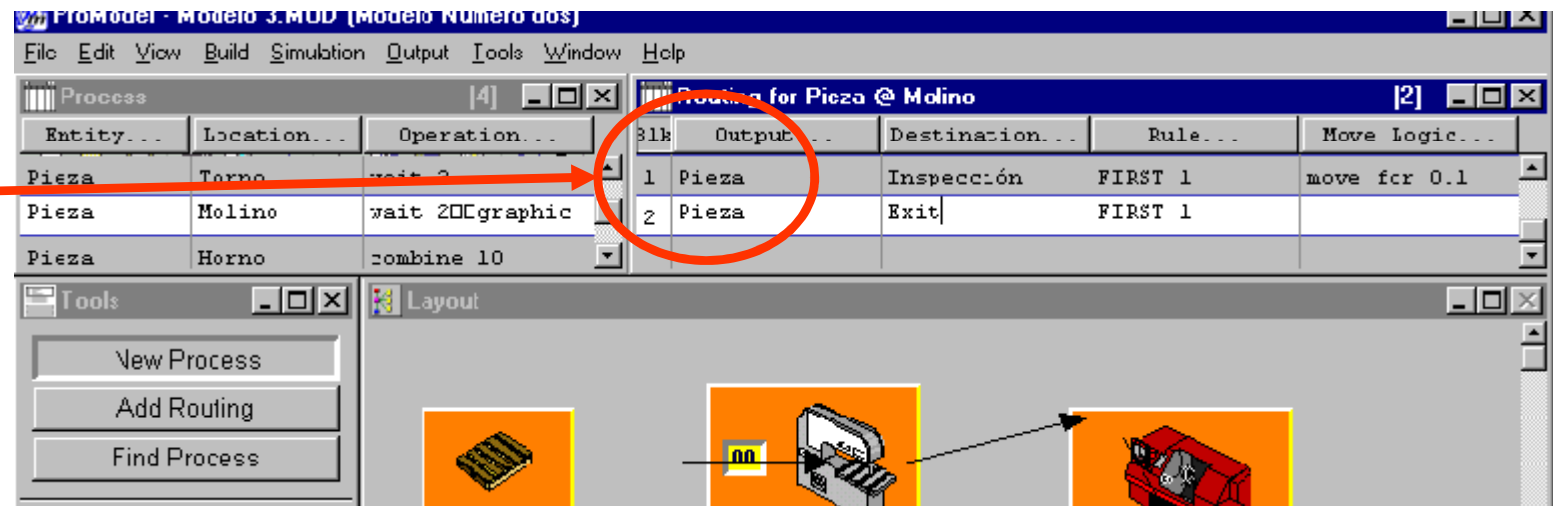 ProModel - Modelo 3.MOD (Modelo Numero dos)
File Edit View Build Simulation Output Tools Window Help
Process [4]
Routing for Pieza @ Molino [2]
Entity... Location... Operation... Blk Output... Destination... Rule... Move Logic...
Pieza Torno wait 1 Pieza Inspección FIRST 1 move for 0.1
Pieza Molino wait 2 graphic 2 Pieza Exit FIRST 1
Pieza Horno combine 10
Tools Layout
New Process
Add Routing
Find Process
00